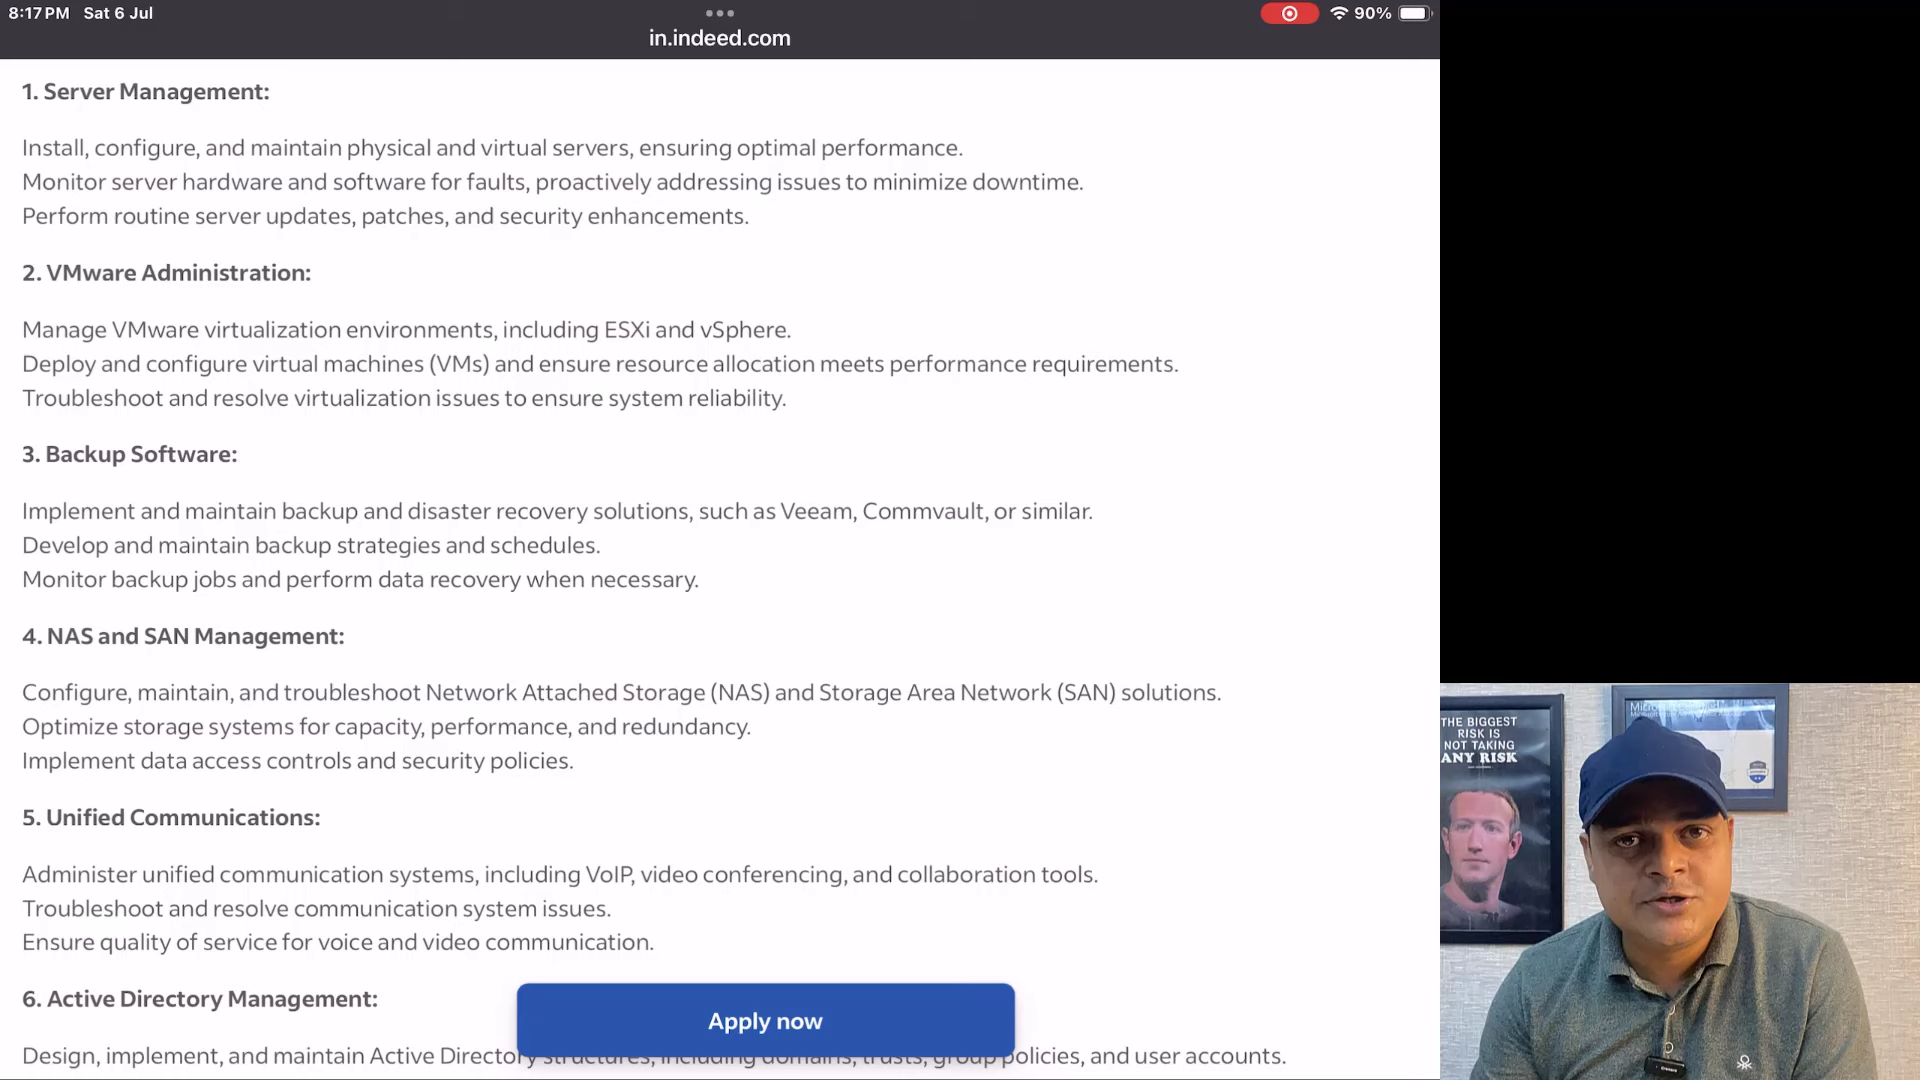 8:17 PM Sat 6 Jul
90%
in.indeed.com
1. Server Management:
Install, configure, and maintain physical and virtual servers, ensuring optimal performance.
Monitor server hardware and software for faults, proactively addressing issues to minimize downtime.
Perform routine server updates, patches, and security enhancements.
2. VMware Administration:
Manage VMware virtualization environments, including ESXi and vSphere.
Deploy and configure virtual machines (VMs) and ensure resource allocation meets performance requirements.
Troubleshoot and resolve virtualization issues to ensure system reliability.
3. Backup Software:
Implement and maintain backup and disaster recovery solutions, such as Veeam, Commvault, or similar.
Develop and maintain backup strategies and schedules.
Monitor backup jobs and perform data recovery when necessary.
4. NAS and SAN Management:
Configure, maintain, and troubleshoot Network Attached Storage (NAS) and Storage Area Network (SAN) solutions.
Optimize storage systems for capacity, performance, and redundancy.
Implement data access controls and security policies.
5. Unified Communications:
Administer unified communication systems, including VoIP, video conferencing, and collaboration tools.
Troubleshoot and resolve communication system issues.
Ensure quality of service for voice and video communication.
6. Active Directory Management:
Apply now
Design, implement, and maintain Active Directory structures, including domains, trusts, group policies, and user accounts.
THE BIGGEST
RISK IS
NOT TAKING
ANY RISK